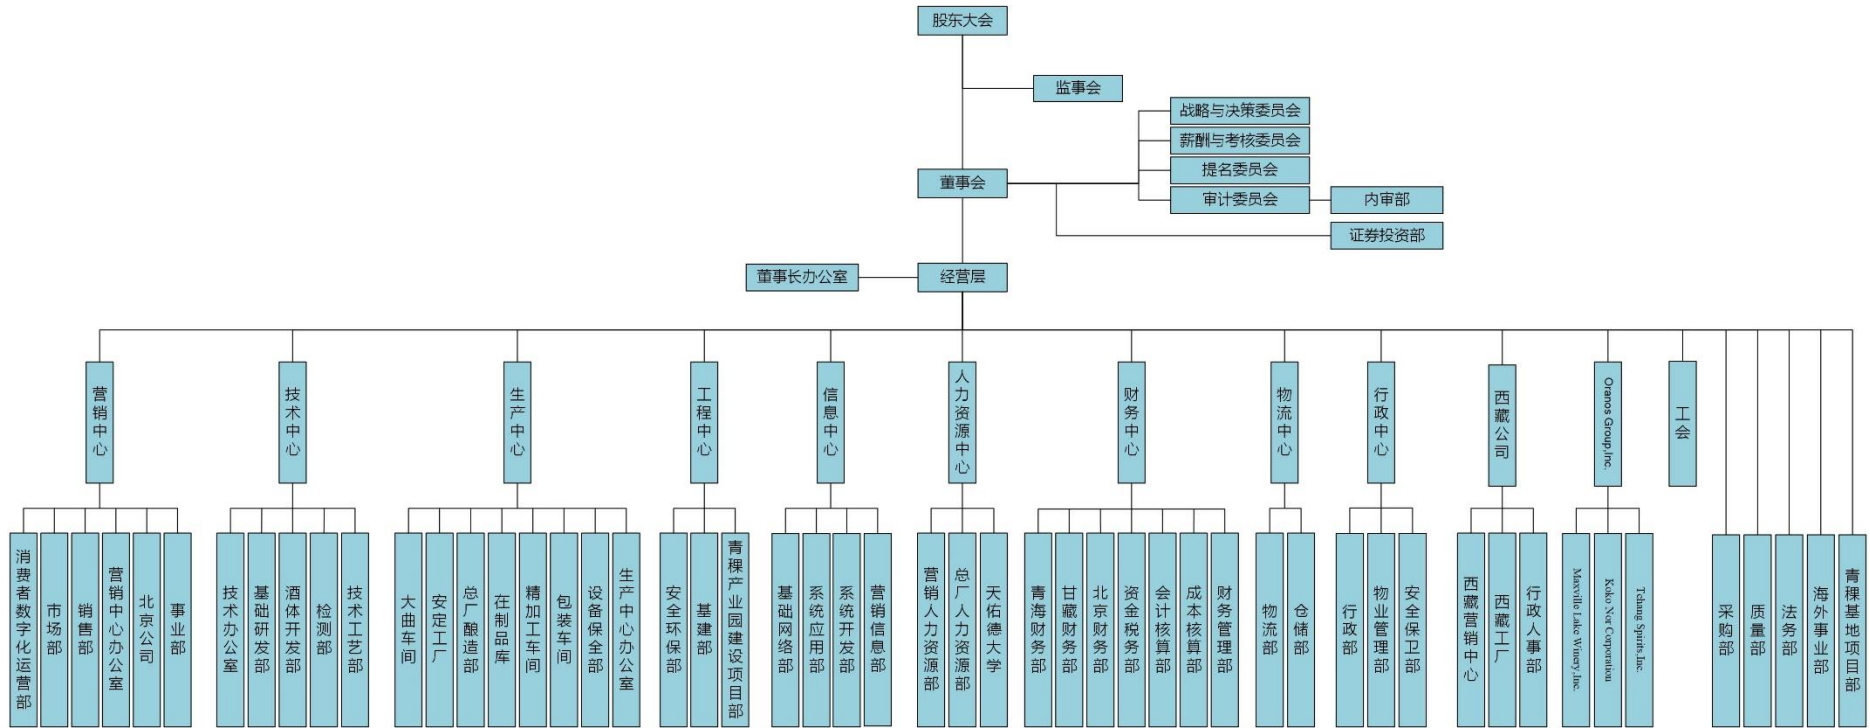 股东大会
监事会
战略与决策委员会
薪酬与考核委员会
提名委员会
董事会
审计委员会
内审部
证券投资部
董事长办公室
经营层
营销中心
技术中心
生产中心
工程中心
信息中心
人力资源中心
财务中心
物流中心
行政中心
西藏公司
Oranos Group,Inc.
工会
消费者数字化运营部
市场部
销售部
营销中心办公室
北京公司
事业部
技术办公室
基础研发部
酒体开发部
检测部
技术工艺部
大曲车间
安定工厂
总厂酿造部
在制品库
精加工车间
包装车间
设备保全部
生产中心办公室
安全环保部
基建部
青稞产业园建设项目部
基础网络部
系统应用部
系统开发部
营销信息部
营销人力资源部
总厂人力资源部
天佑德大学
青海财务部
甘藏财务部
北京财务部
资金税务部
会计核算部
成本核算部
财务管理部
物流部
仓储部
行政部
物业管理部
安全保卫部
西藏营销中心
西藏工厂
行政人事部
Maxville Lake Winery,Inc.
Koko Nor Corporation
Tchang Spirits,Inc.
采购部
质量部
法务部
海外事业部
青稞基地项目部